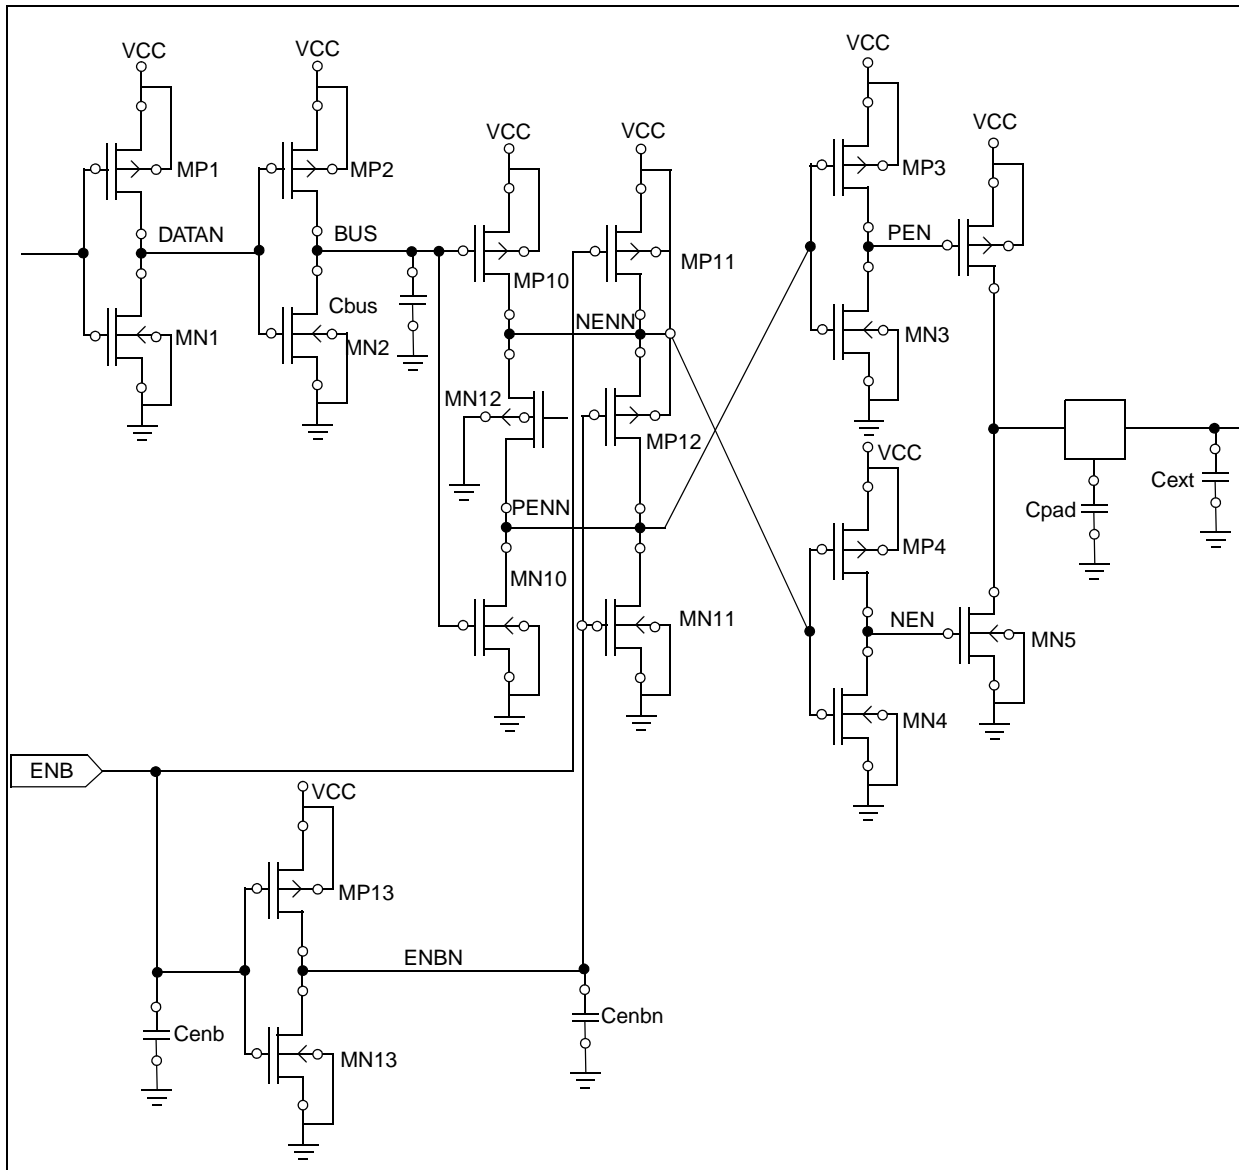 VCC
VCC
VCC
VCC
VCC
VCC
MP1
MP2
MP3
DATAN
BUS
PEN
MP10
MP11
Cbus
NENN
MN1
MN2
MN3
MN12
MP12
VCC
PENN
Cpad
Cext
MP4
MN10
MN11
NEN
MN5
MN4
ENB
VCC
MP13
ENBN
Cenb
Cenbn
MN13